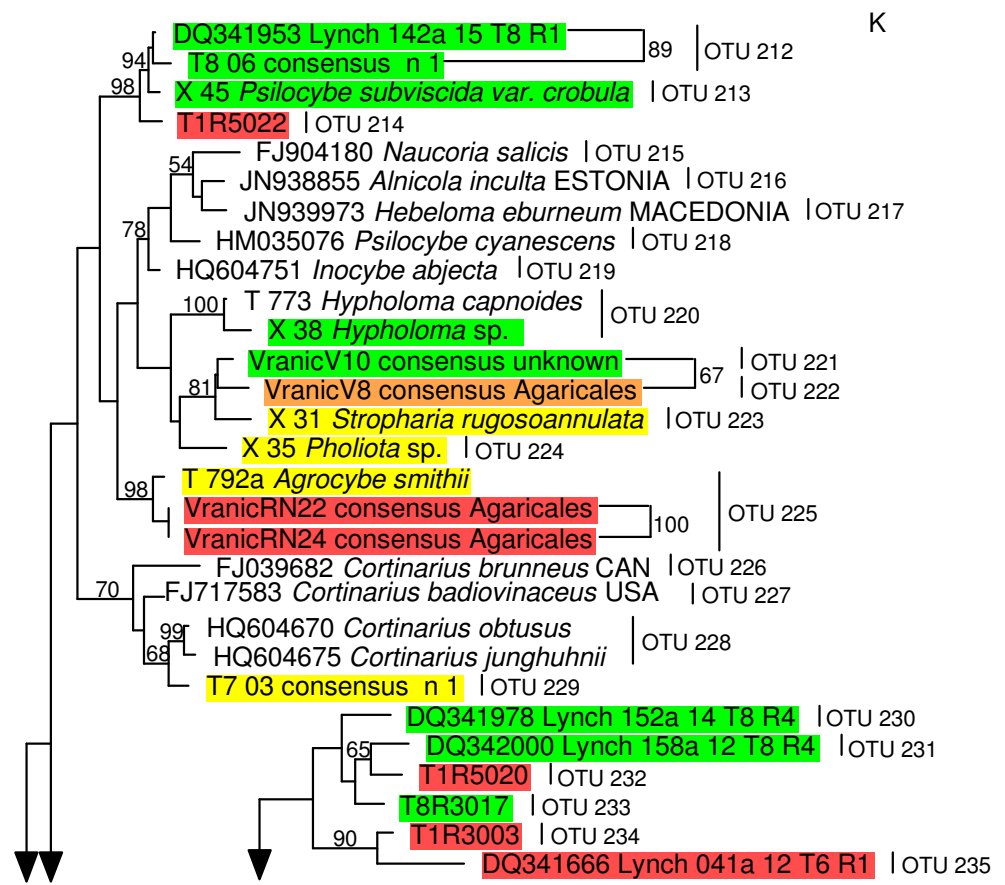 K
DQ341953 Lynch 142a 15 T8 R1
89
OTU 212
94
T8 06 consensus n 1
98
X 45 Psilocybe subviscida var. crobula
OTU 213
T1R5022
OTU 214
FJ904180 Naucoria salicis
OTU 215
54
JN938855 Alnicola inculta ESTONIA
OTU 216
JN939973 Hebeloma eburneum MACEDONIA
OTU 217
78
HM035076 Psilocybe cyanescens
OTU 218
HQ604751 Inocybe abjecta
OTU 219
100
T 773 Hypholoma capnoides
OTU 220
X 38 Hypholoma sp.
VranicV10 consensus unknown
OTU 221
67
81
VranicV8 consensus Agaricales
OTU 222
X 31 Stropharia rugosoannulata
OTU 223
X 35 Pholiota sp.
OTU 224
T 792a Agrocybe smithii
98
VranicRN22 consensus Agaricales
OTU 225
100
VranicRN24 consensus Agaricales
FJ039682 Cortinarius brunneus CAN
OTU 226
70
FJ717583 Cortinarius badiovinaceus USA
OTU 227
99
HQ604670 Cortinarius obtusus
OTU 228
68
HQ604675 Cortinarius junghuhnii
T7 03 consensus n 1
OTU 229
DQ341978 Lynch 152a 14 T8 R4
OTU 230
65
DQ342000 Lynch 158a 12 T8 R4
OTU 231
T1R5020
OTU 232
T8R3017
OTU 233
90
T1R3003
OTU 234
DQ341666 Lynch 041a 12 T6 R1
OTU 235